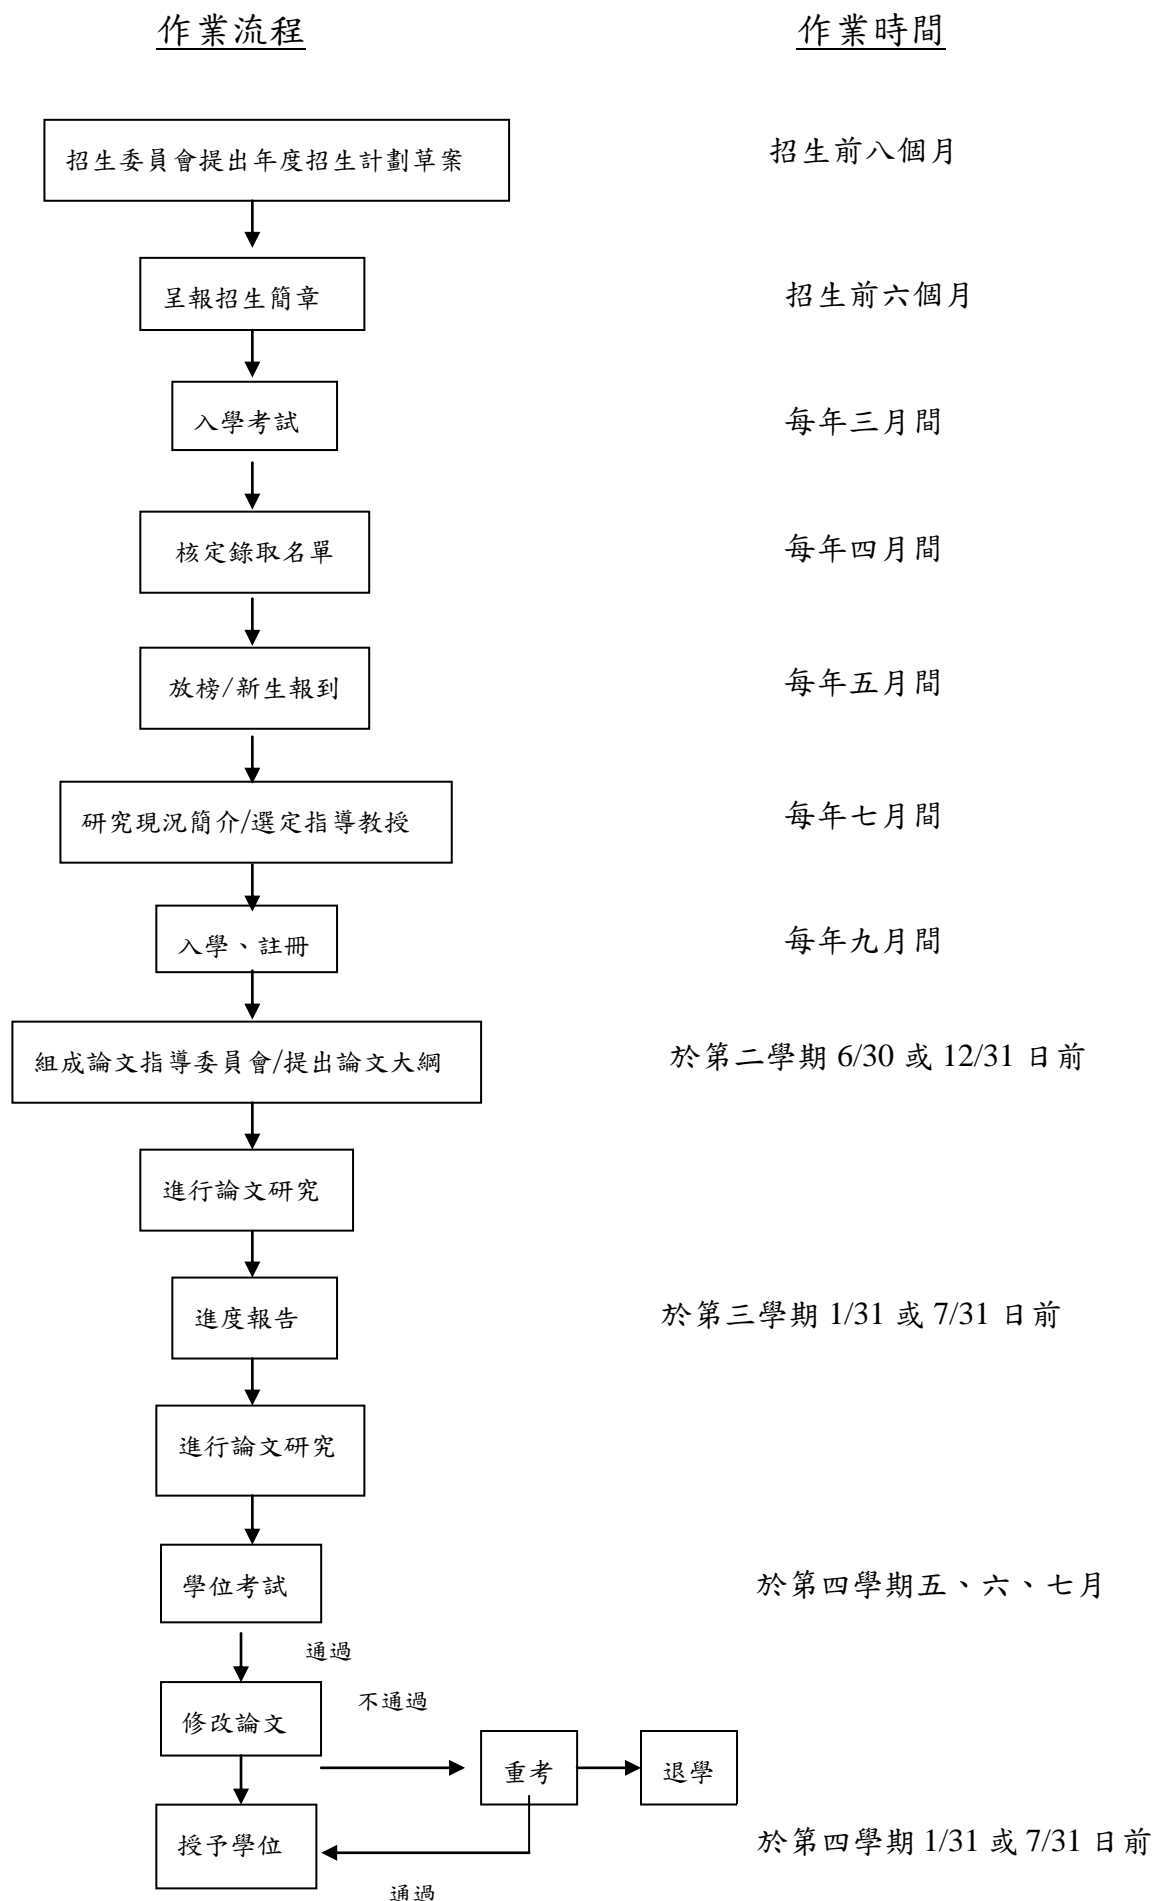 作業流程 作業時間
招生委員會提出年度招生計劃草案 招生前八個月
呈報招生簡章 招生前六個月
入學考試 每年三月間
核定錄取名單 每年四月間
放榜/新生報到 每年五月間
研究現況簡介/選定指導教授 每年七月間
入學、註冊 每年九月間
組成論文指導委員會/提出論文大綱 於第二學期 6/30 或 12/31 日前
進行論文研究
進度報告 於第三學期 1/31 或 7/31 日前
進行論文研究
學位考試 於第四學期五、六、七月
通過
不通過
修改論文
重考 退學
授予學位 於第四學期 1/31 或 7/31 日前
通過